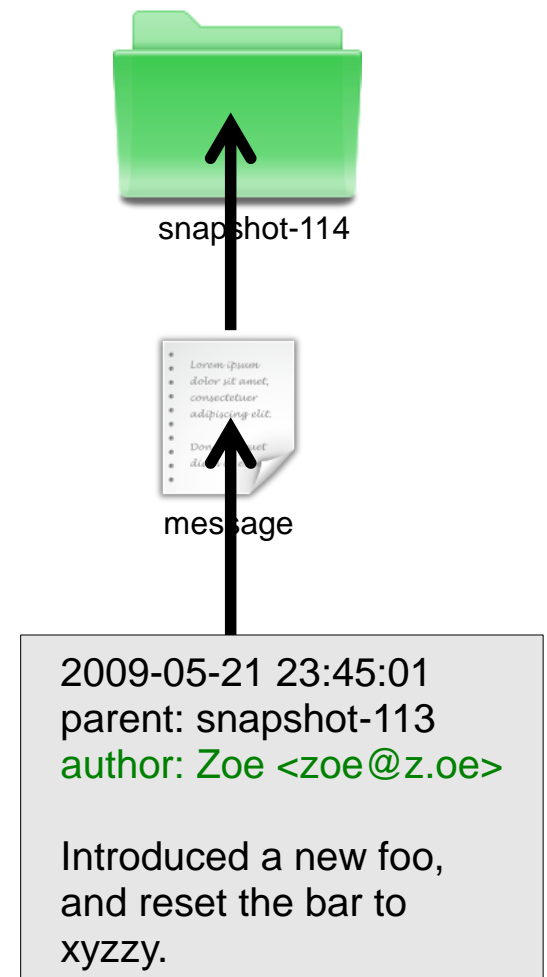 snapshot-114
Lorem ipsum
dolor sit amet,
consectetuer
adipiscing elit.
message
2009-05-21 23:45:01
parent: snapshot-113
author: Zoe <zoe@z.oe>
Introduced a new foo,
and reset the bar to
xyzzy.